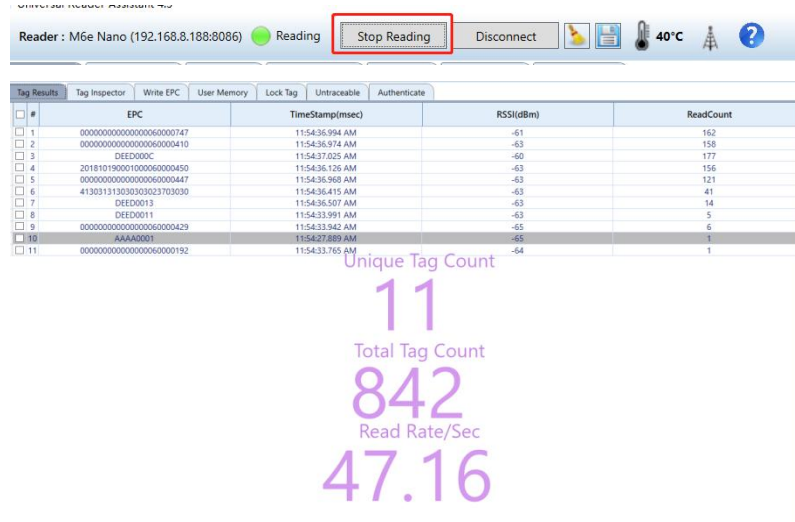 Universal Reader Assistant 4.3
Reader : M6e Nano (192.168.8.188:8086) Reading Stop Reading Disconnect 40°C ?
Tag Results Tag Inspector Write EPC User Memory Lock Tag Untraceable Authenticate
# EPC TimeStamp(msec) RSSI(dBm) ReadCount
1 000000000000000060000747 11:54:36.994 AM -61 162
2 000000000000000060000410 11:54:36.974 AM -63 158
3 DEED000C 11:54:37.025 AM -60 177
4 201810190001000060000450 11:54:36.126 AM -63 156
5 000000000000000060000447 11:54:36.968 AM -63 121
6 413031313030303023703030 11:54:36.415 AM -63 41
7 DEED0013 11:54:36.507 AM -63 14
8 DEED0011 11:54:33.991 AM -63 5
9 000000000000000060000429 11:54:33.942 AM -65 6
10 AAAA0001 11:54:27.889 AM -65 1
11 000000000000000060000192 11:54:33.765 AM -64 1
Unique Tag Count
11
Total Tag Count
842
Read Rate/Sec
47.16